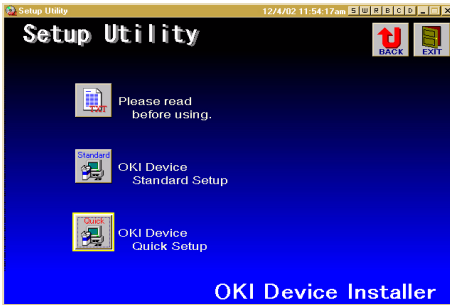 Setup Utility
12/4/02 11:54:17am S W R B C D
Setup Utility
BACK
EXIT
TXT
Please read
before using.
Standard
OKI Device
Standard Setup
Quick
OKI Device
Quick Setup
OKI Device Installer